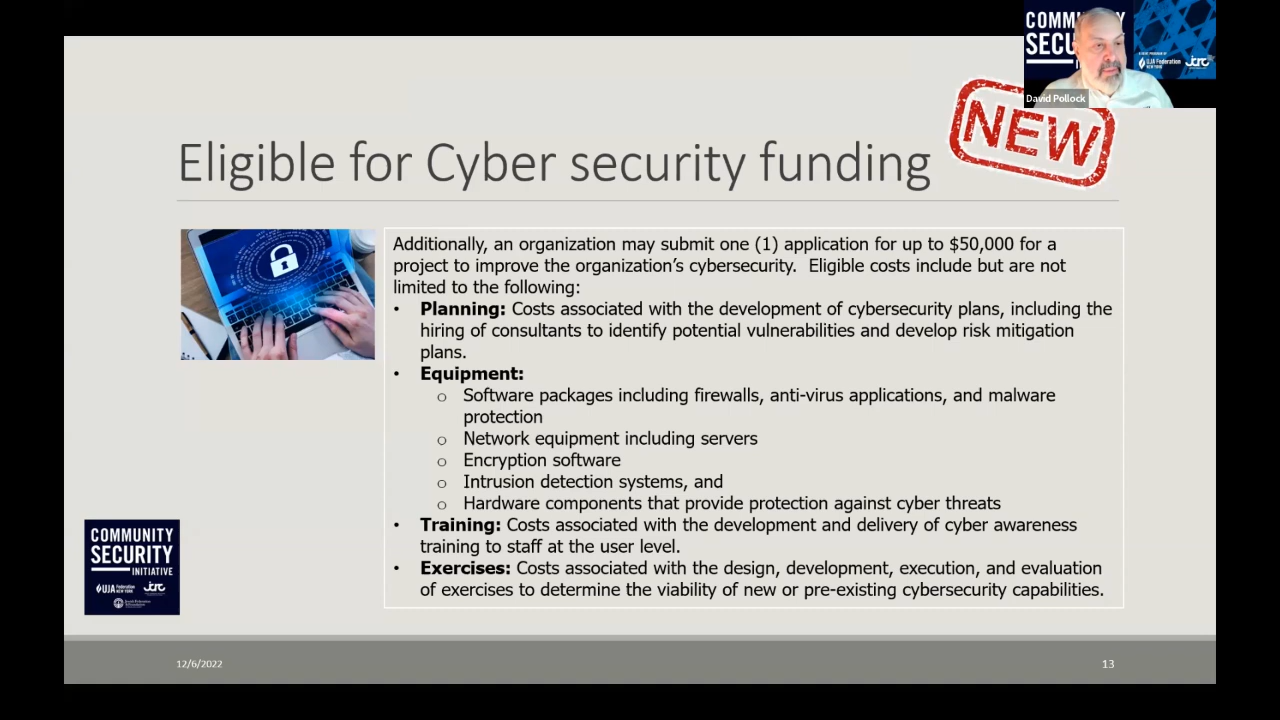 COMMUNITY
SECU
UJA Federation
NEW YORK
jcrc
David Pollock
NEW
Eligible for Cyber security funding
Additionally, an organization may submit one (1) application for up to $50,000 for a
project to improve the organization’s cybersecurity.  Eligible costs include but are not
limited to the following:
• Planning: Costs associated with the development of cybersecurity plans, including the
hiring of consultants to identify potential vulnerabilities and develop risk mitigation
plans.
• Equipment:
o Software packages including firewalls, anti-virus applications, and malware
protection
o Network equipment including servers
o Encryption software
o Intrusion detection systems, and
o Hardware components that provide protection against cyber threats
• Training: Costs associated with the development and delivery of cyber awareness
training to staff at the user level.
• Exercises: Costs associated with the design, development, execution, and evaluation
of exercises to determine the viability of new or pre-existing cybersecurity capabilities.
COMMUNITY
SECURITY
INITIATIVE
UJA Federation NEW YORK jcrc
12/6/2022
13